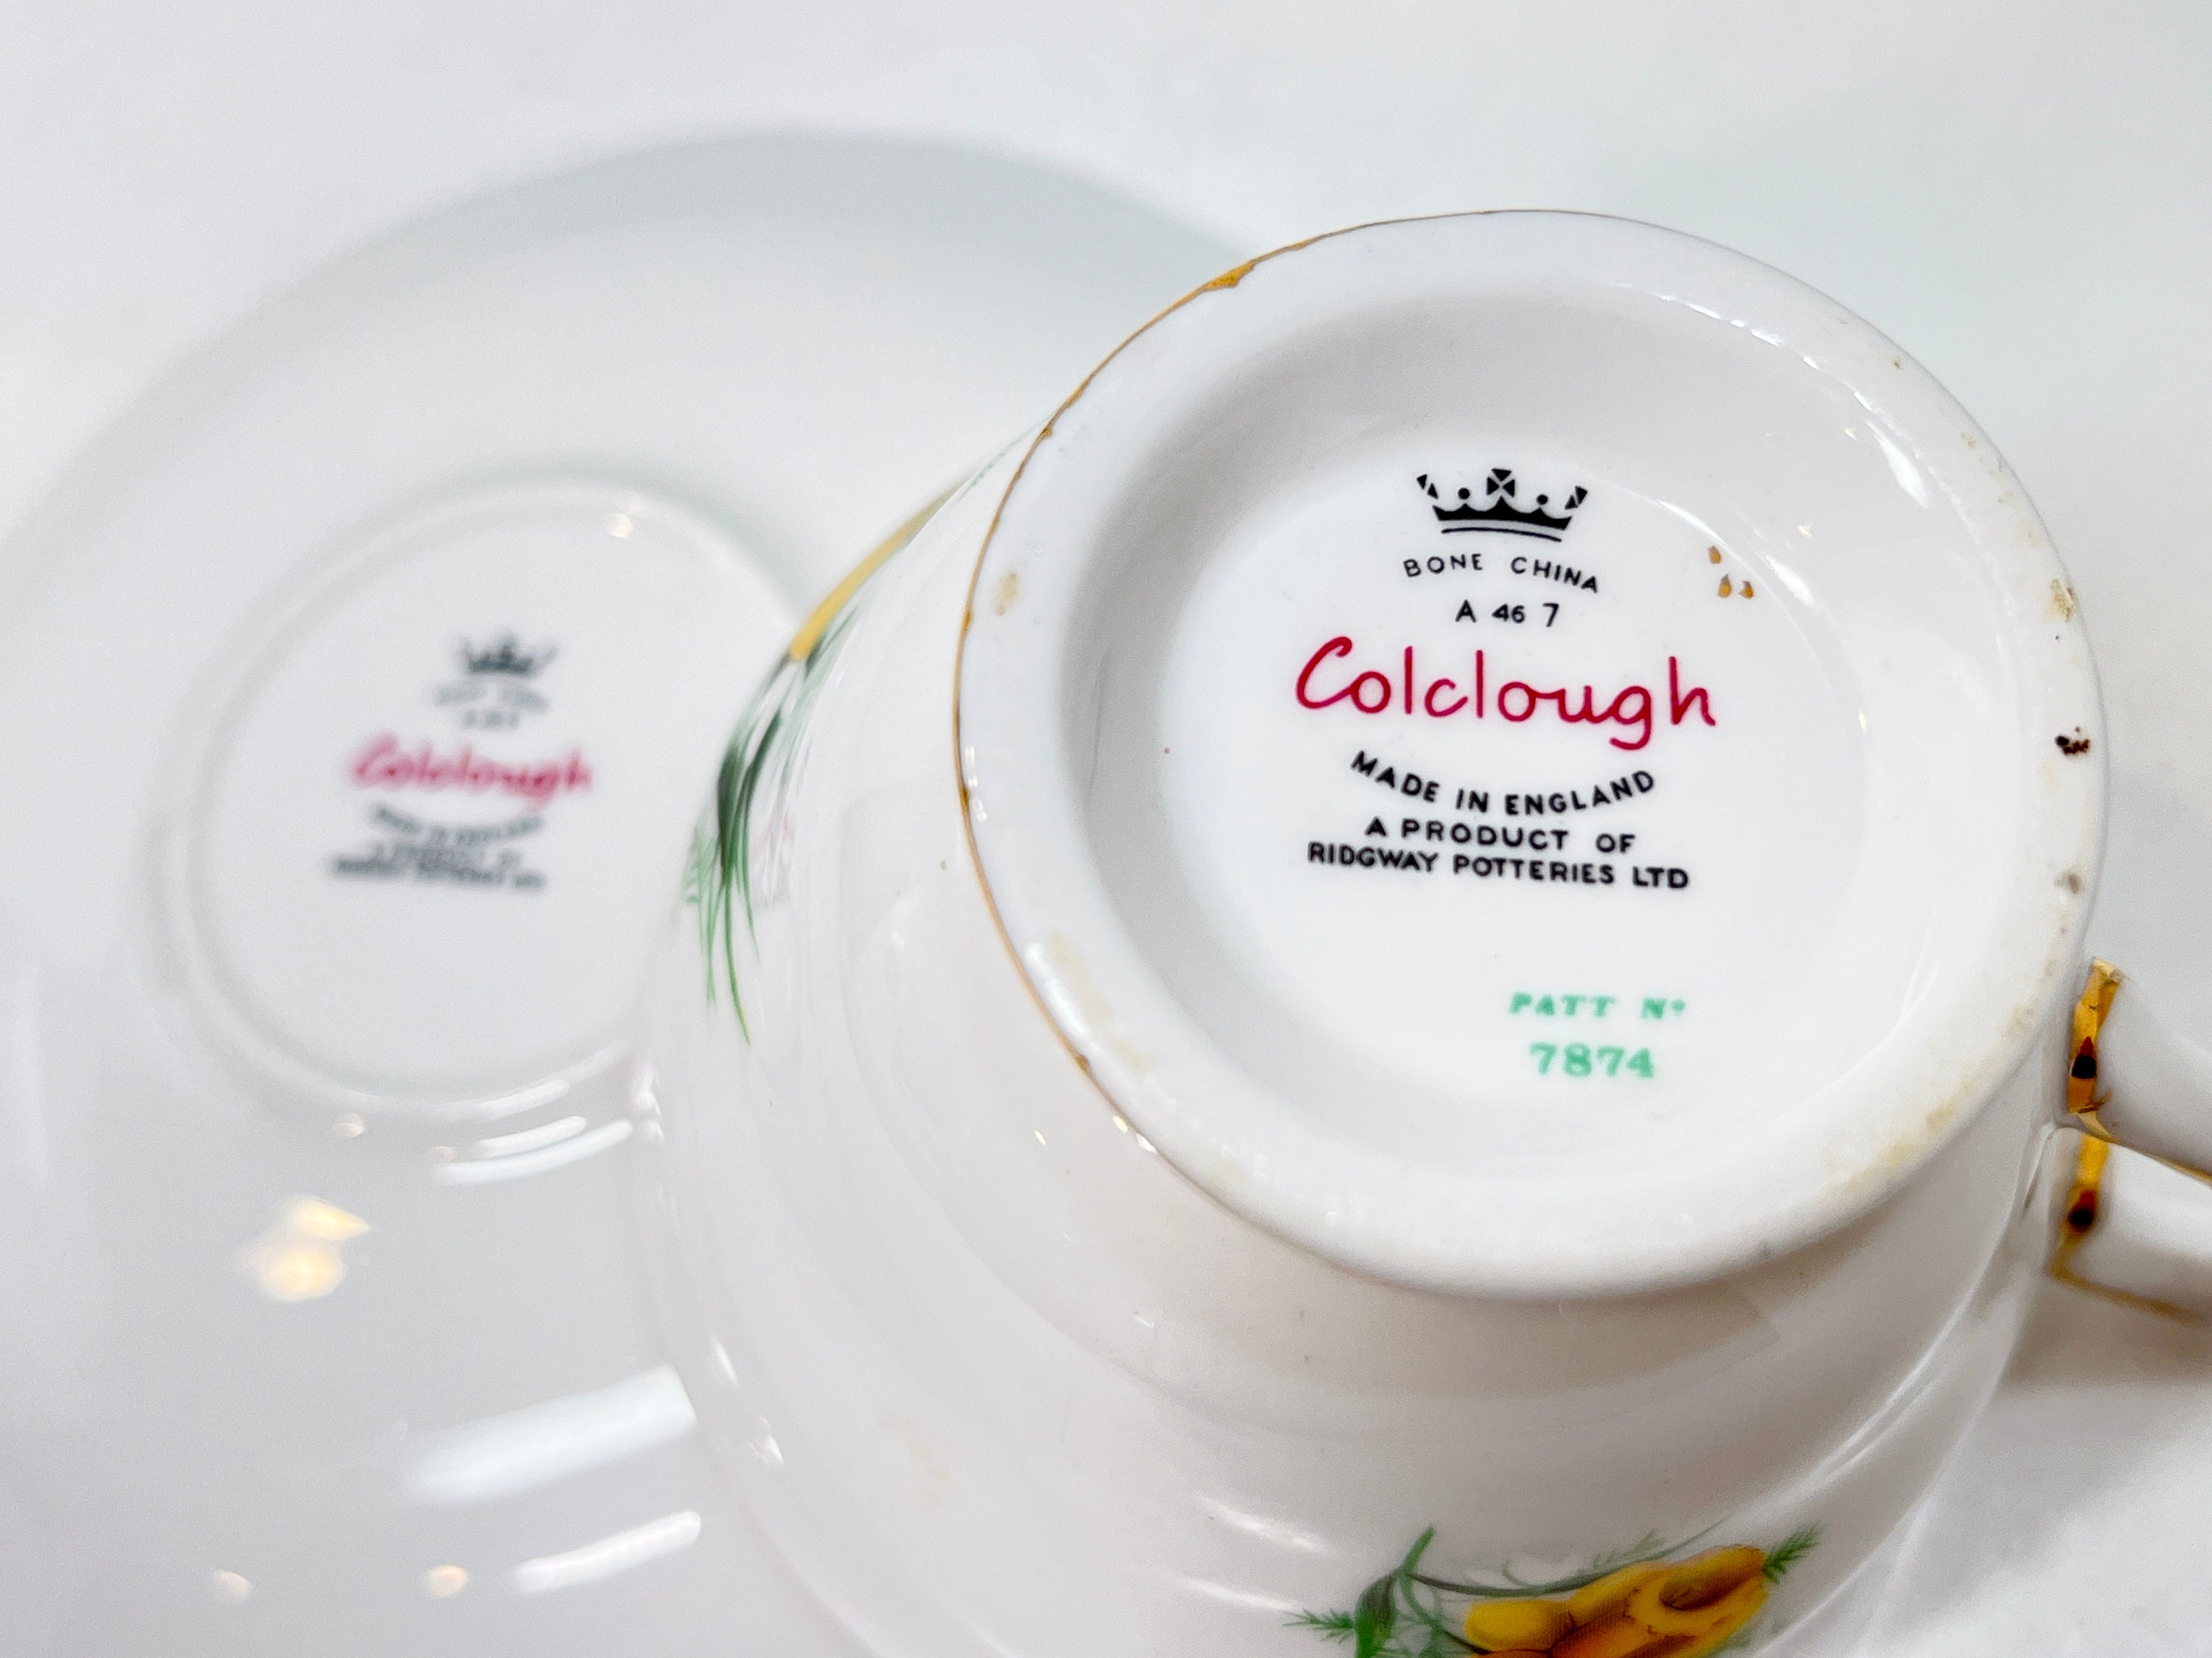 BONE CHINA
A 46 7
Colclough
MADE IN ENGLAND
A PRODUCT OF
RIDGWAY POTTERIES LTD
PATT Nº
7874
Colclough